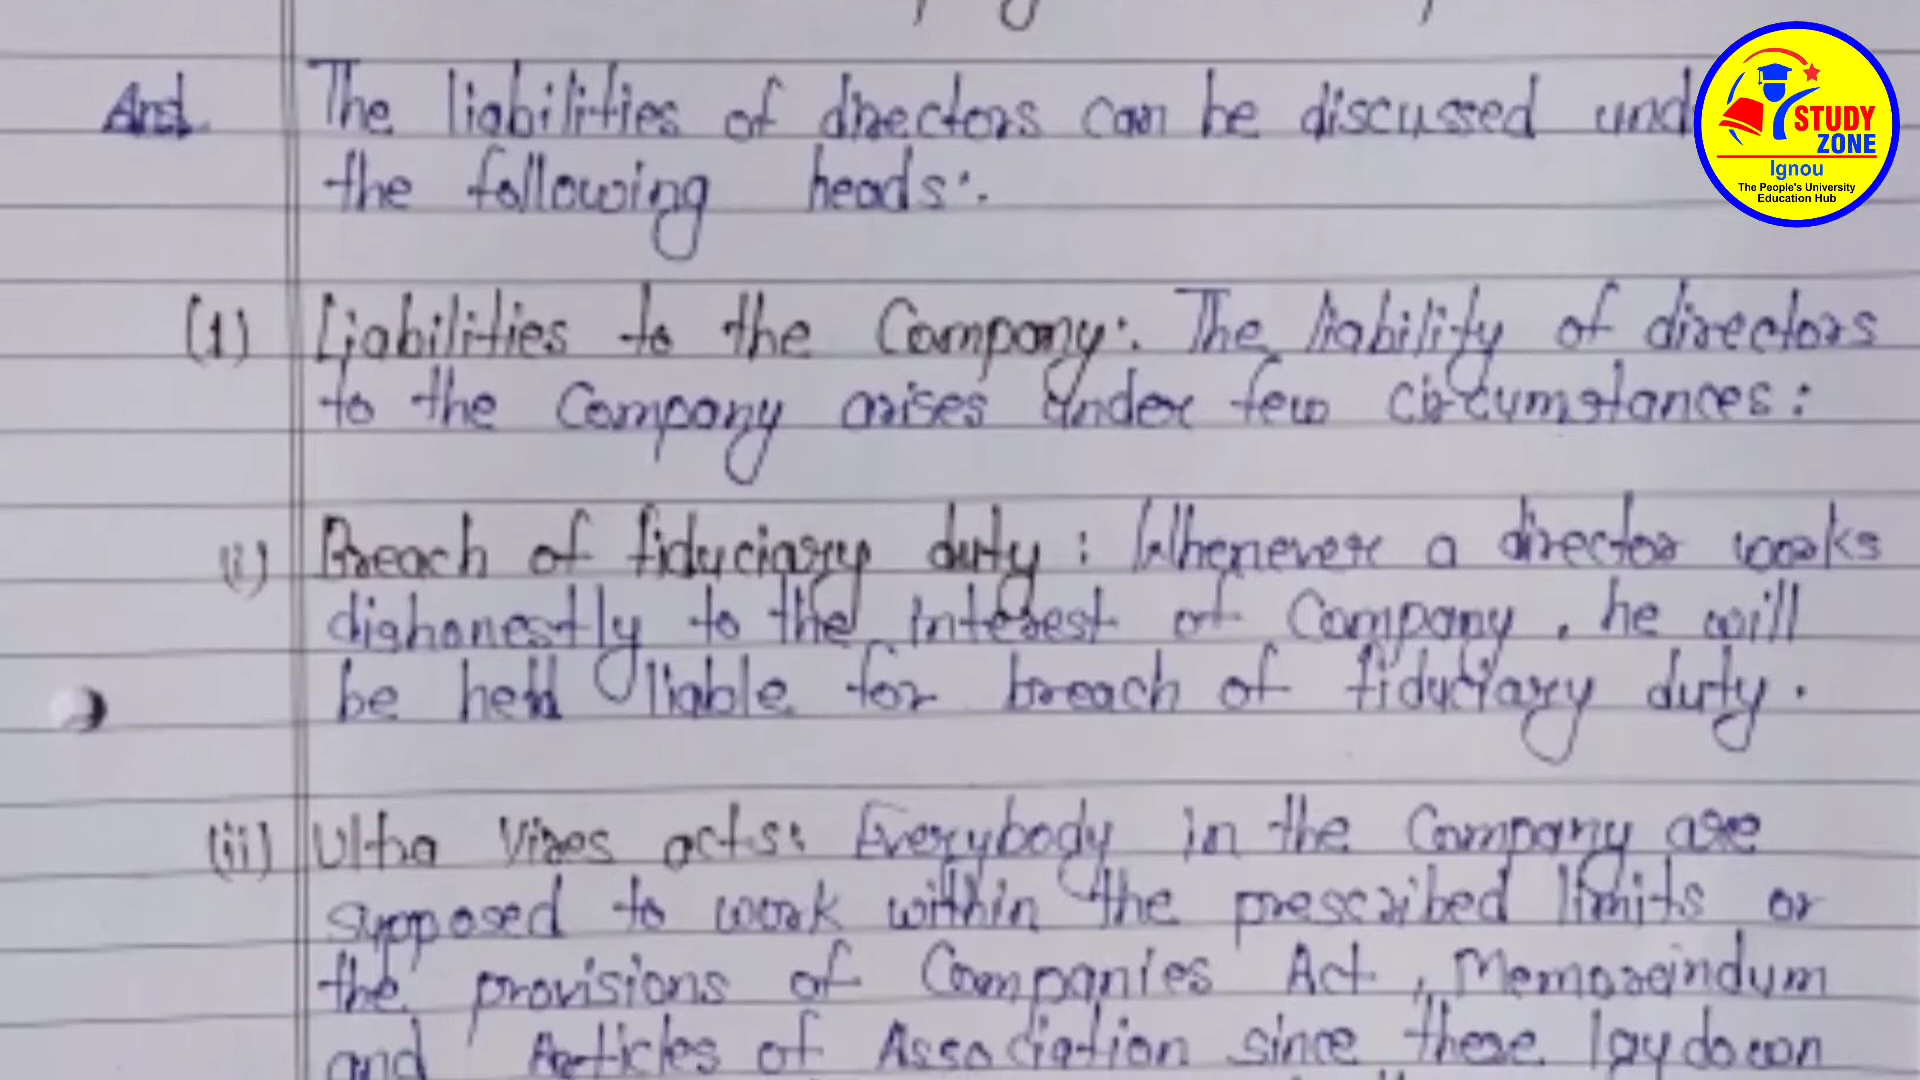 Ans1. The liabilities of directors can be discussed und
the following heads:.
(1) Liabilities to the Company:. The liability of directors
to the Company arises under few circumstances:
(i) Breach of fiduciary duty: Whenever a director works
dishonestly to the interest of Company, he will
be held liable for breach of fiduciary duty.
(ii) Ultra Vires acts: Everybody in the Company are
supposed to work within the prescribed limits or
the provisions of Companies Act, Memoraindum
and Articles of Association since these laydown
STUDY
ZONE
Ignou
The People's University
Education Hub